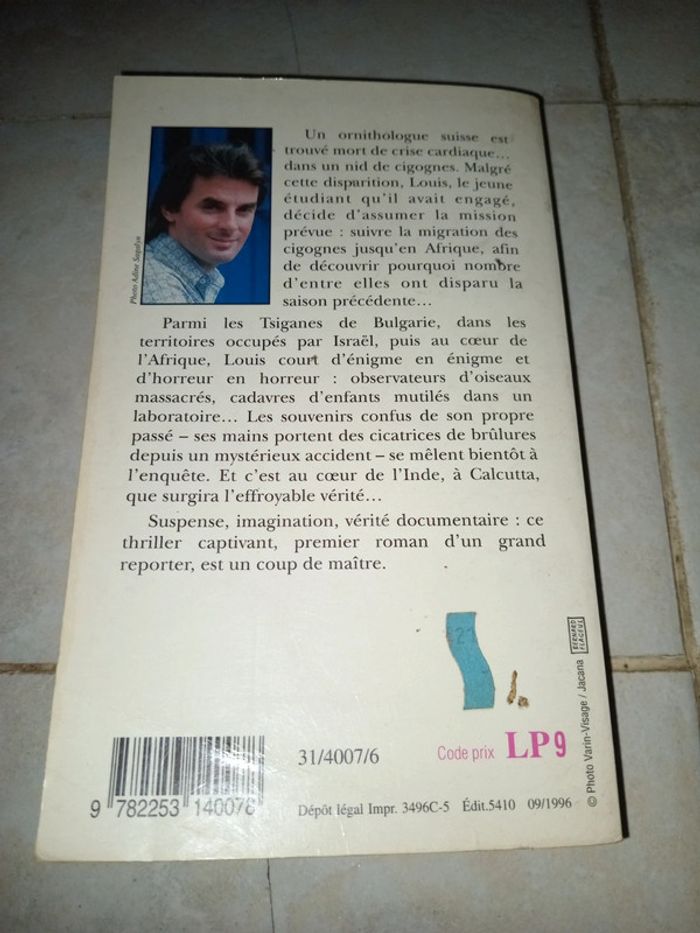 Un ornithologue suisse est
trouvé mort de crise cardiaque...
dans un nid de cigognes. Malgré
cette disparition, Louis, le jeune
étudiant qu'il avait engagé,
décide d'assumer la mission
prévue : suivre la migration des
cigognes jusqu'en Afrique, afin
de découvrir pourquoi nombre
d'entre elles ont disparu la
saison précédente...
Photo Adine Sagalyn
Parmi les Tsiganes de Bulgarie, dans les
territoires occupés par Israël, puis au cœur de
l'Afrique, Louis court d'énigme en énigme et
d'horreur en horreur : observateurs d'oiseaux
massacrés, cadavres d'enfants mutilés dans un
laboratoire... Les souvenirs confus de son propre
passé – ses mains portent des cicatrices de brûlures
depuis un mystérieux accident – se mêlent bientôt à
l'enquête. Et c'est au cœur de l'Inde, à Calcutta,
que surgira l'effroyable vérité...
Suspense, imagination, vérité documentaire : ce
thriller captivant, premier roman d'un grand
reporter, est un coup de maître.
BERNARD
FLAGEUL
© Photo Varin-Visage / Jacana
31/4007/6
Code prix LP9
9 782253 140078
Dépôt légal Impr. 3496C-5 Édit.5410 09/1996